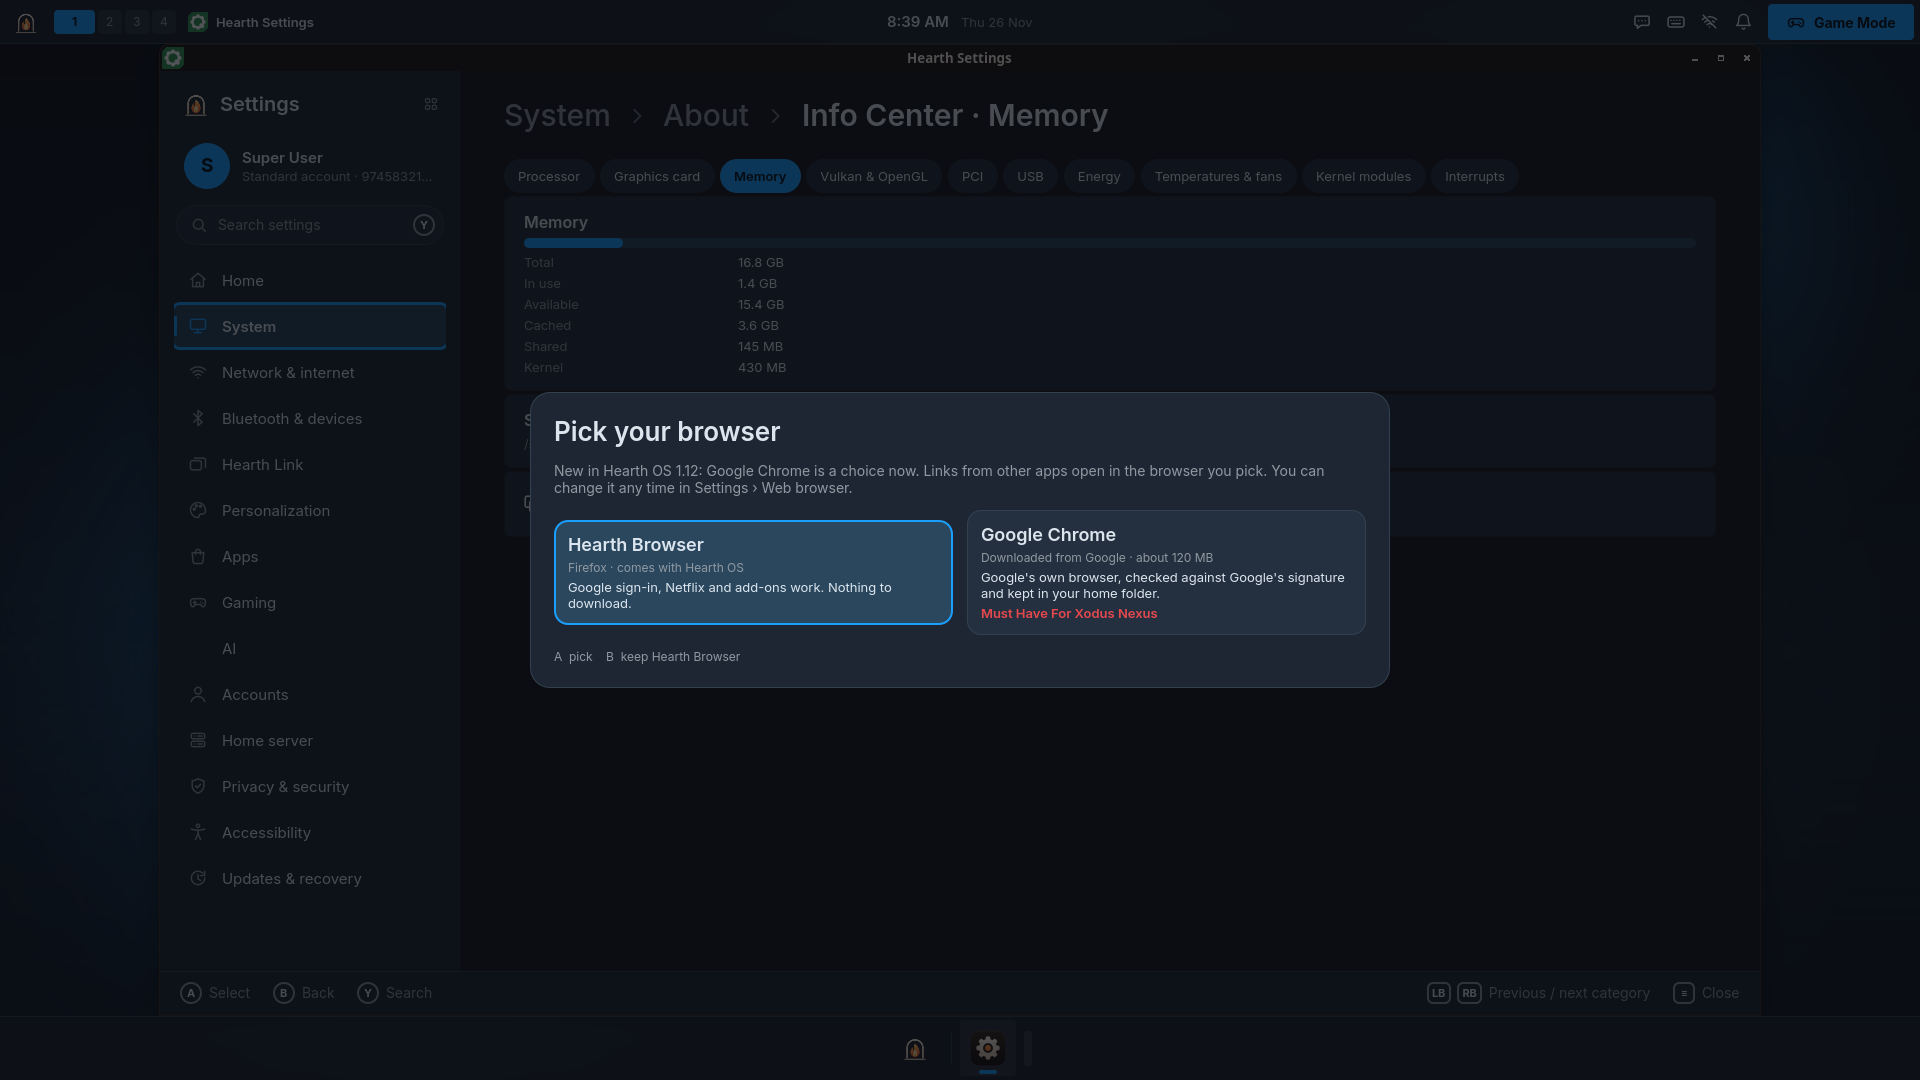 1 2 3 4 Hearth Settings 8:39 AM Thu 26 Nov Game Mode
Hearth Settings
Settings
S
Super User
Standard account · 97458321...
Search settings Y
Home
System
Network & internet
Bluetooth & devices
Hearth Link
Personalization
Apps
Gaming
AI
Accounts
Home server
Privacy & security
Accessibility
Updates & recovery
System > About > Info Center · Memory
Processor Graphics card Memory Vulkan & OpenGL PCI USB Energy Temperatures & fans Kernel modules Interrupts
Memory
Total 16.8 GB
In use 1.4 GB
Available 15.4 GB
Cached 3.6 GB
Shared 145 MB
Kernel 430 MB
Pick your browser
New in Hearth OS 1.12: Google Chrome is a choice now. Links from other apps open in the browser you pick. You can
change it any time in Settings › Web browser.
Hearth Browser
Firefox · comes with Hearth OS
Google sign-in, Netflix and add-ons work. Nothing to
download.
Google Chrome
Downloaded from Google · about 120 MB
Google's own browser, checked against Google's signature
and kept in your home folder.
Must Have For Xodus Nexus
A pick B keep Hearth Browser
A Select B Back Y Search LB RB Previous / next category Close